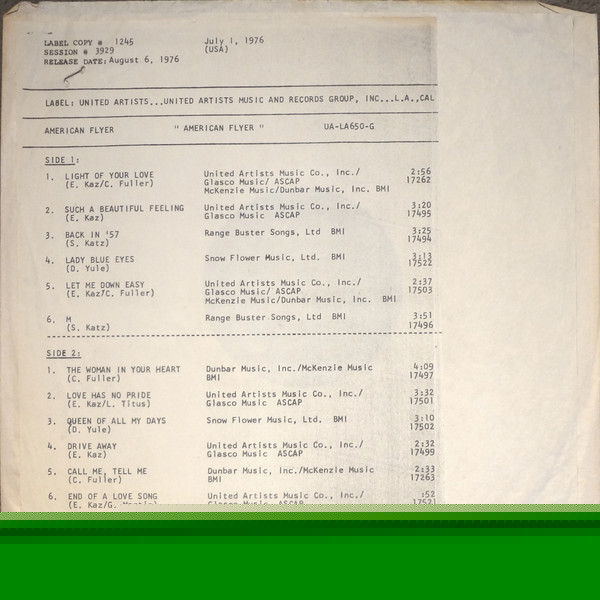 LABEL COPY # 1245 July 1, 1976
SESSION # 3929 (USA)
RELEASE DATE: August 6, 1976
LABEL: UNITED ARTISTS...UNITED ARTISTS MUSIC AND RECORDS GROUP, INC...L.A.,CAL
AMERICAN FLYER " AMERICAN FLYER " UA-LA650-G
SIDE 1:
1. LIGHT OF YOUR LOVE United Artists Music Co., Inc./ 2:56
(E. Kaz/C. Fuller) Glasco Music/ ASCAP 17262
McKenzie Music/Dunbar Music, Inc. BMI
2. SUCH A BEAUTIFUL FEELING United Artists Music Co., Inc./ 3:20
(E. Kaz) Glasco Music ASCAP 17495
3. BACK IN '57 Range Buster Songs, Ltd BMI 3:25
(S. Katz) 17494
4. LADY BLUE EYES Snow Flower Music, Ltd. BMI 3:13
(D. Yule) 17522
5. LET ME DOWN EASY United Artists Music Co., Inc./ 2:37
(E. Kaz/C. Fuller) Glasco Music/ ASCAP 17503
McKenzie Music/Dunbar Music, Inc. BMI
6. M Range Buster Songs, Ltd BMI 3:51
(S. Katz) 17496
SIDE 2:
1. THE WOMAN IN YOUR HEART Dunbar Music, Inc./McKenzie Music 4:09
(C. Fuller) BMI 17497
2. LOVE HAS NO PRIDE United Artists Music Co., Inc./ 3:32
(E. Kaz/L. Titus) Glasco Music ASCAP 17501
3. QUEEN OF ALL MY DAYS Snow Flower Music, Ltd. BMI 3:10
(D. Yule) 17502
4. DRIVE AWAY United Artists Music Co., Inc./ 2:32
(E. Kaz) Glasco Music ASCAP 17499
5. CALL ME, TELL ME Dunbar Music, Inc./McKenzie Music 2:33
(C. Fuller) BMI 17263
6. END OF A LOVE SONG United Artists Music Co., Inc./ :52
(E. Kaz/G. Glasco Music ASCAP 17521